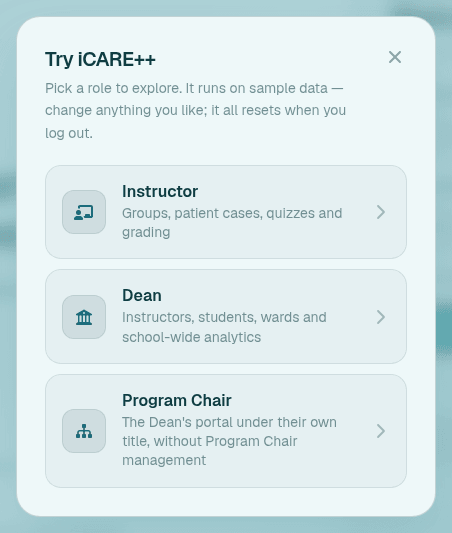 Try iCARE++
Pick a role to explore. It runs on sample data —
change anything you like; it all resets when you
log out.
Instructor
Groups, patient cases, quizzes and
grading
Dean
Instructors, students, wards and
school-wide analytics
Program Chair
The Dean's portal under their own
title, without Program Chair
management